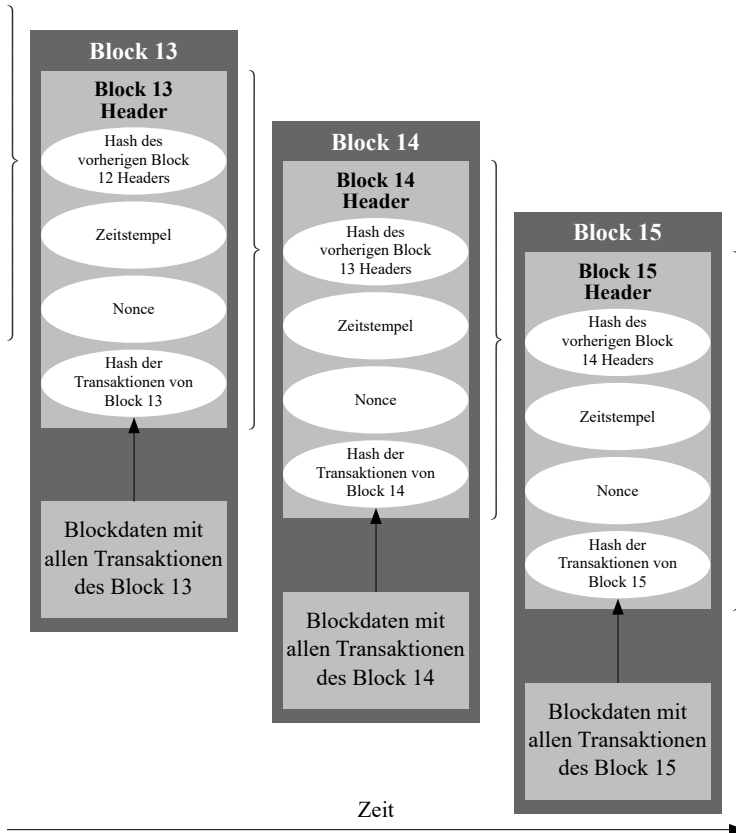 Block 13
Block 13
Header
Hash des
vorherigen Block
12 Headers
Zeitstempel
Nonce
Hash der
Transaktionen von
Block 13
Blockdaten mit
allen Transaktionen
des Block 13
Block 14
Block 14
Header
Hash des
vorherigen Block
13 Headers
Zeitstempel
Nonce
Hash der
Transaktionen von
Block 14
Blockdaten mit
allen Transaktionen
des Block 14
Block 15
Block 15
Header
Hash des
vorherigen Block
14 Headers
Zeitstempel
Nonce
Hash der
Transaktionen von
Block 15
Blockdaten mit
allen Transaktionen
des Block 15
Zeit